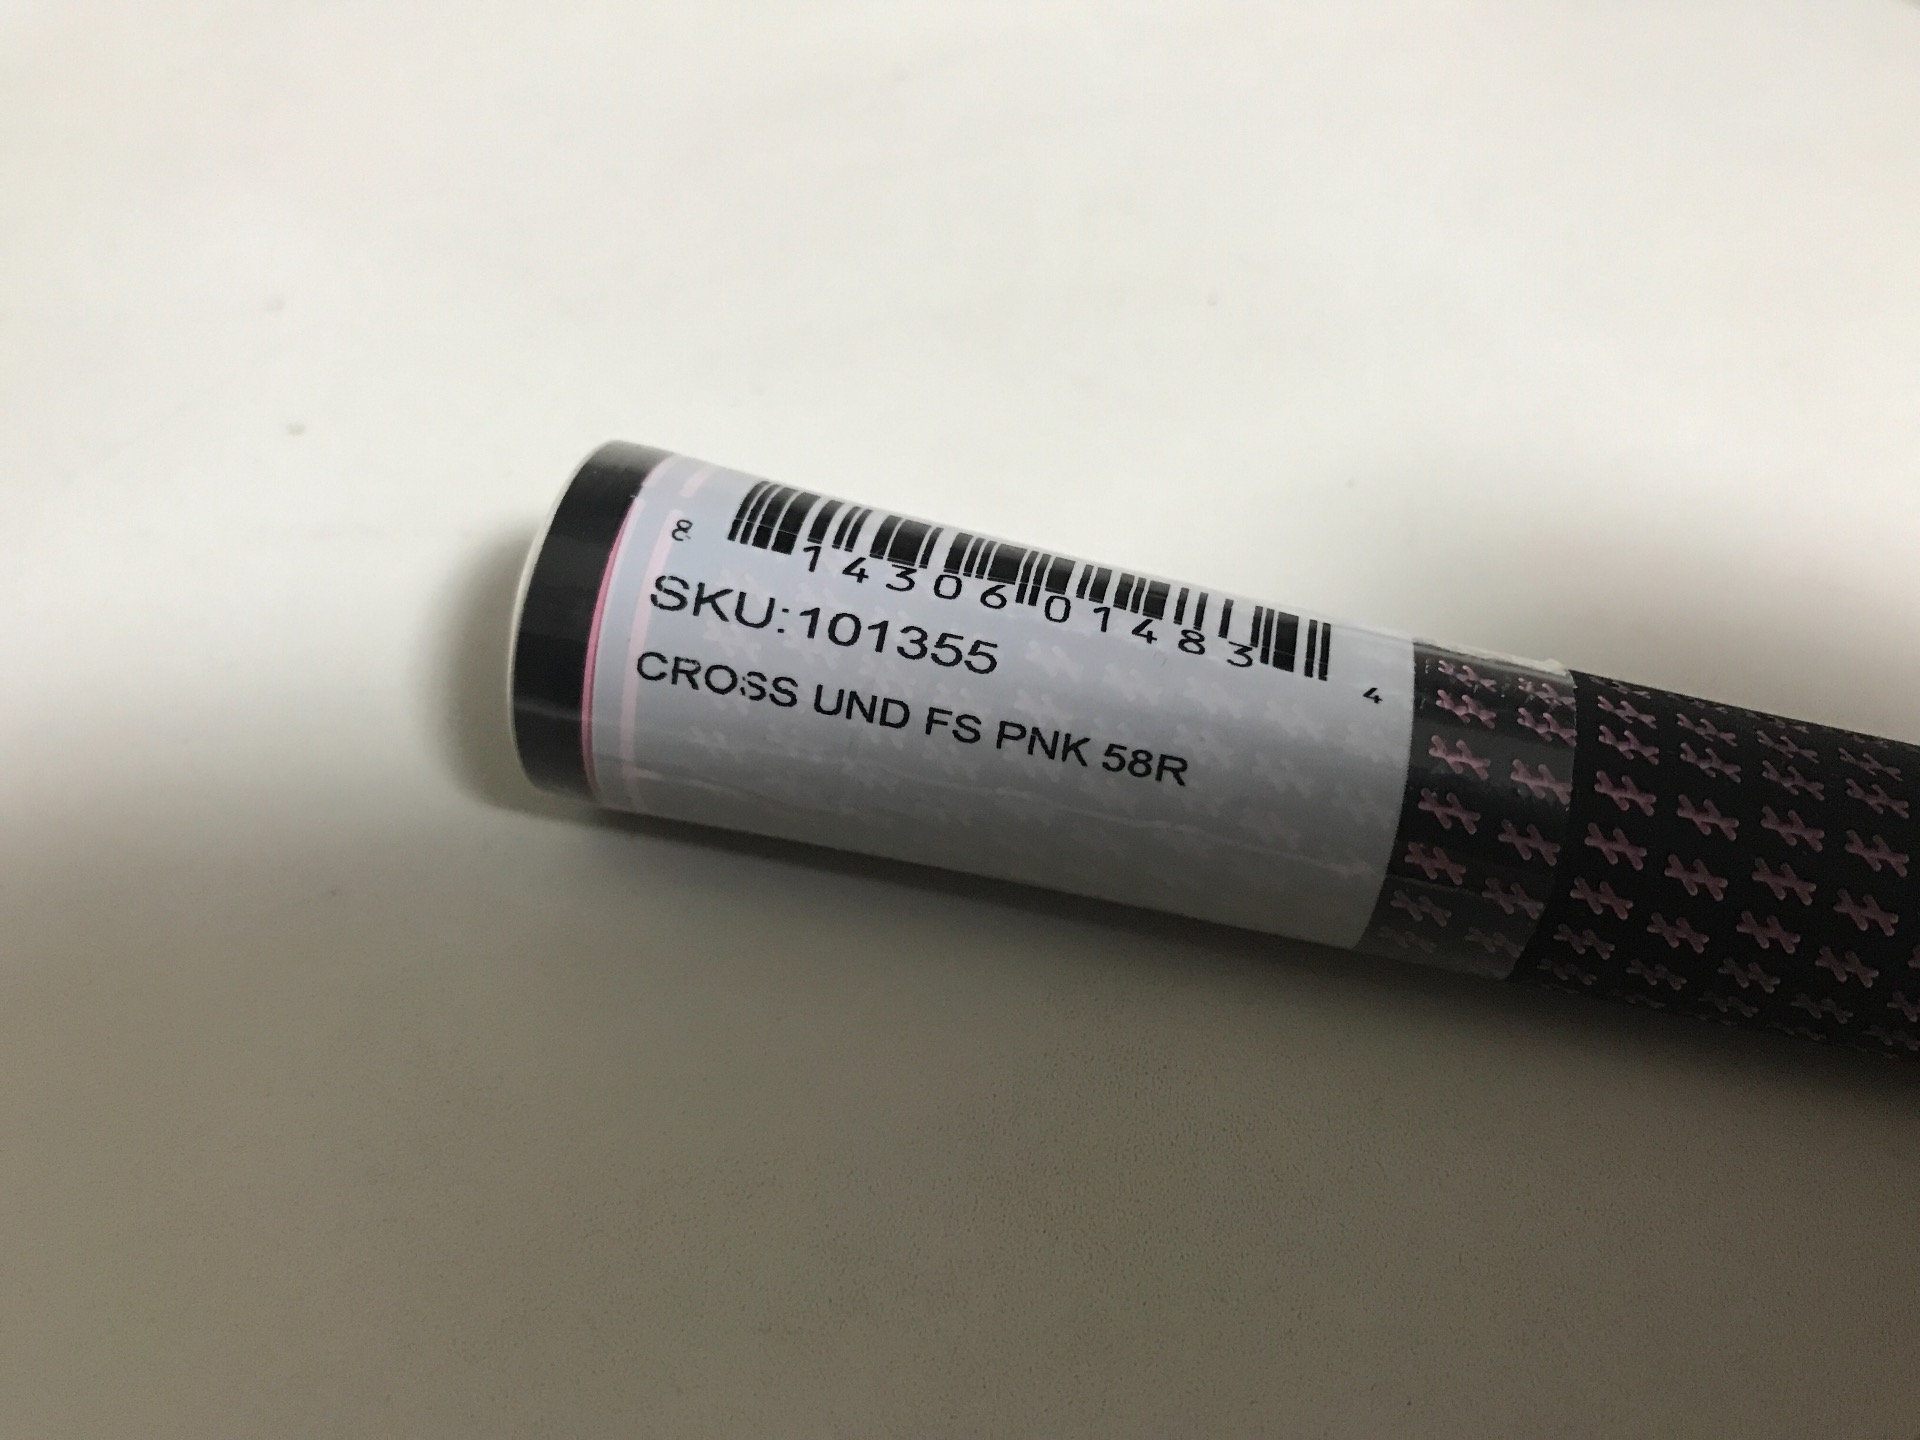 8 14306 01483 4
SKU:101355
CROSS UND FS PNK 58R